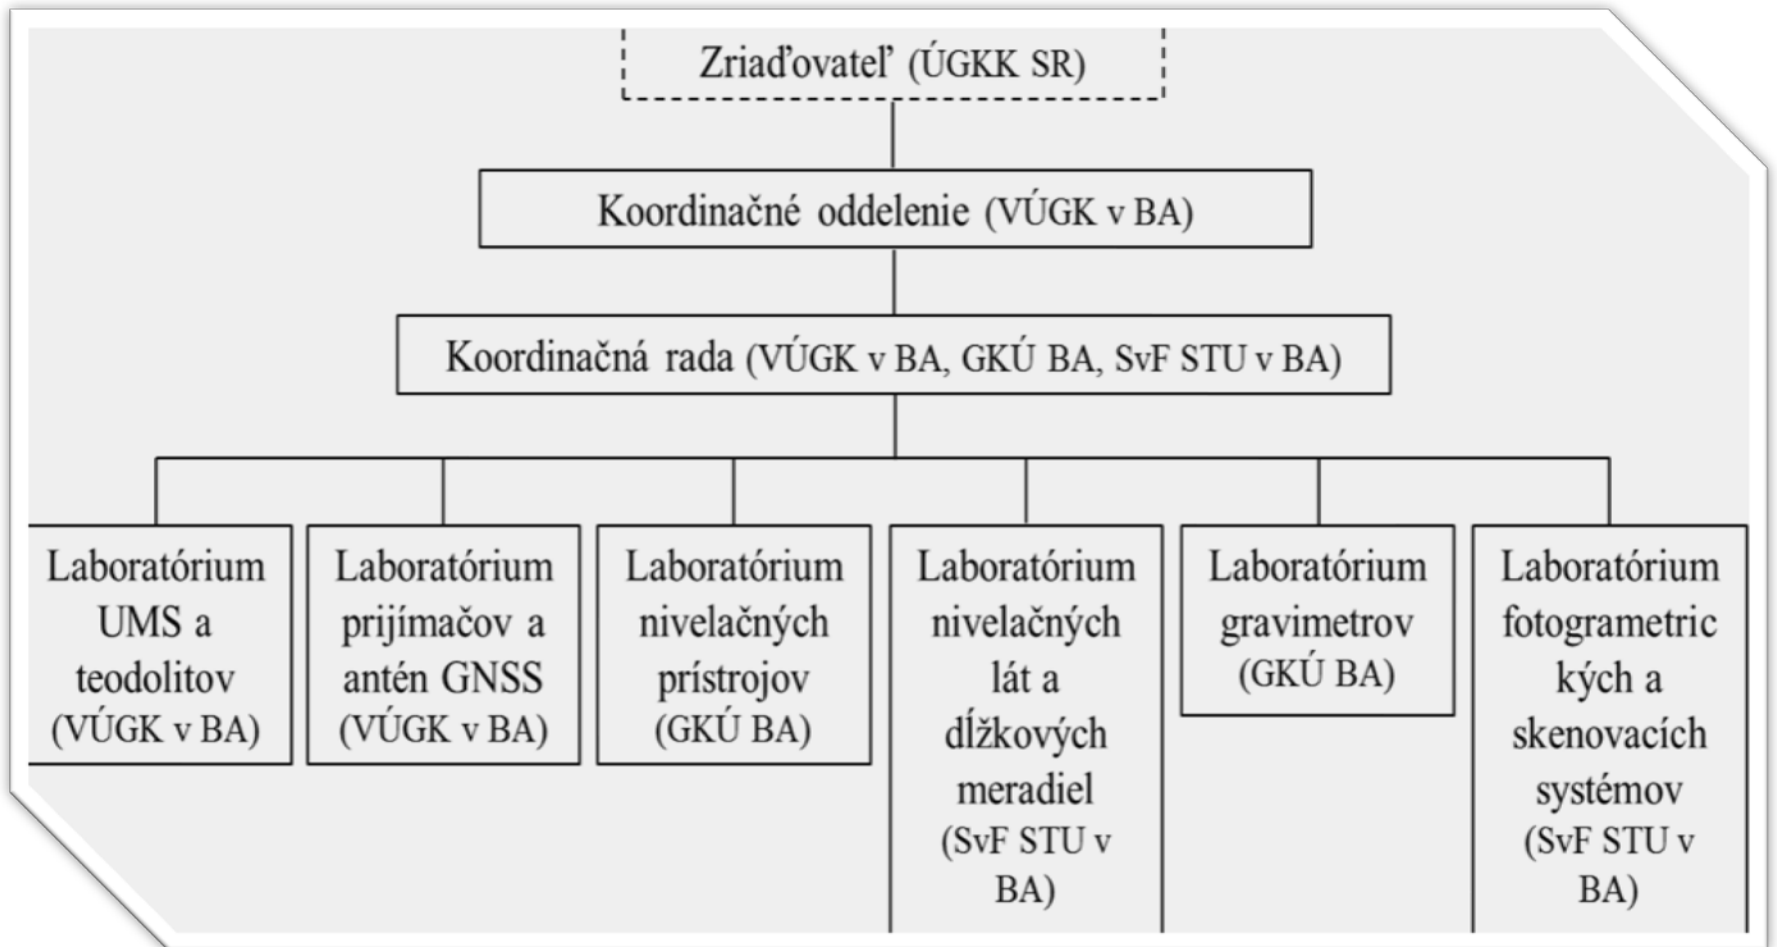 Zriaďovateľ (ÚGKK SR)
Koordinačné oddelenie (VÚGK v BA)
Koordinačná rada (VÚGK v BA, GKÚ BA, SvF STU v BA)
Laboratórium
UMS a
teodolitov
(VÚGK v BA)
Laboratórium
prijímačov a
antén GNSS
(VÚGK v BA)
Laboratórium
nivelačných
prístrojov
(GKÚ BA)
Laboratórium
nivelačných
lát a
dĺžkových
meradiel
(SvF STU v
BA)
Laboratórium
gravimetrov
(GKÚ BA)
Laboratórium
fotogrametric
kých a
skenovacích
systémov
(SvF STU v
BA)